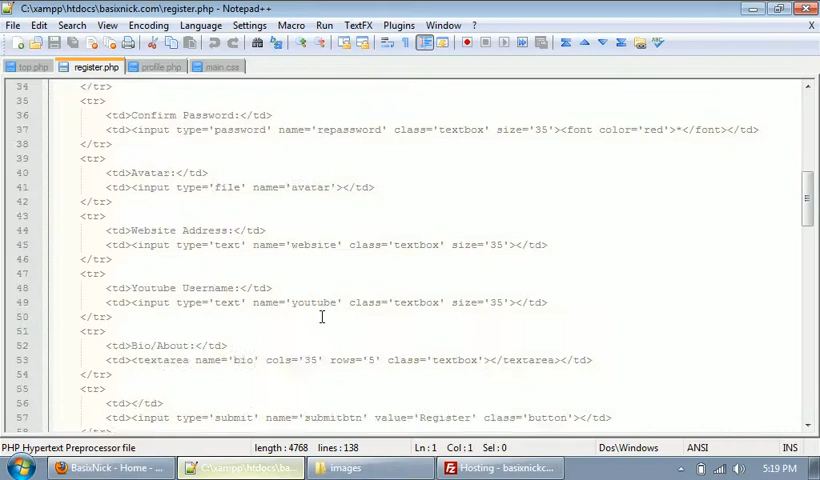 C:\xampp\htdocs\basixnick.com\register.php - Notepad++
File Edit Search View Encoding Language Settings Macro Run TextFX Plugins Window ? X
top.php register.php profile.php main.css
34 </tr>
35 <tr>
36 <td>Confirm Password:</td>
37 <td><input type='password' name='repassword' class='textbox' size='35'><font color='red'>*</font></td>
38 </tr>
39 <tr>
40 <td>Avatar:</td>
41 <td><input type='file' name='avatar'></td>
42 </tr>
43 <tr>
44 <td>Website Address:</td>
45 <td><input type='text' name='website' class='textbox' size='35'></td>
46 </tr>
47 <tr>
48 <td>Youtube Username:</td>
49 <td><input type='text' name='youtube' class='textbox' size='35'></td>
50 </tr>
51 <tr>
52 <td>Bio/About:</td>
53 <td><textarea name='bio' cols='35' rows='5' class='textbox'></textarea></td>
54 </tr>
55 <tr>
56 <td></td>
57 <td><input type='submit' name='submitbtn' value='Register' class='button'></td>
58 </tr>
PHP Hypertext Preprocessor file length : 4768 lines : 138 Ln : 1 Col : 1 Sel : 0 Dos\Windows ANSI INS
BasixNick - Home - ... C:\xampp\htdocs\ba... images Hosting - basixnickc... 5:19 PM